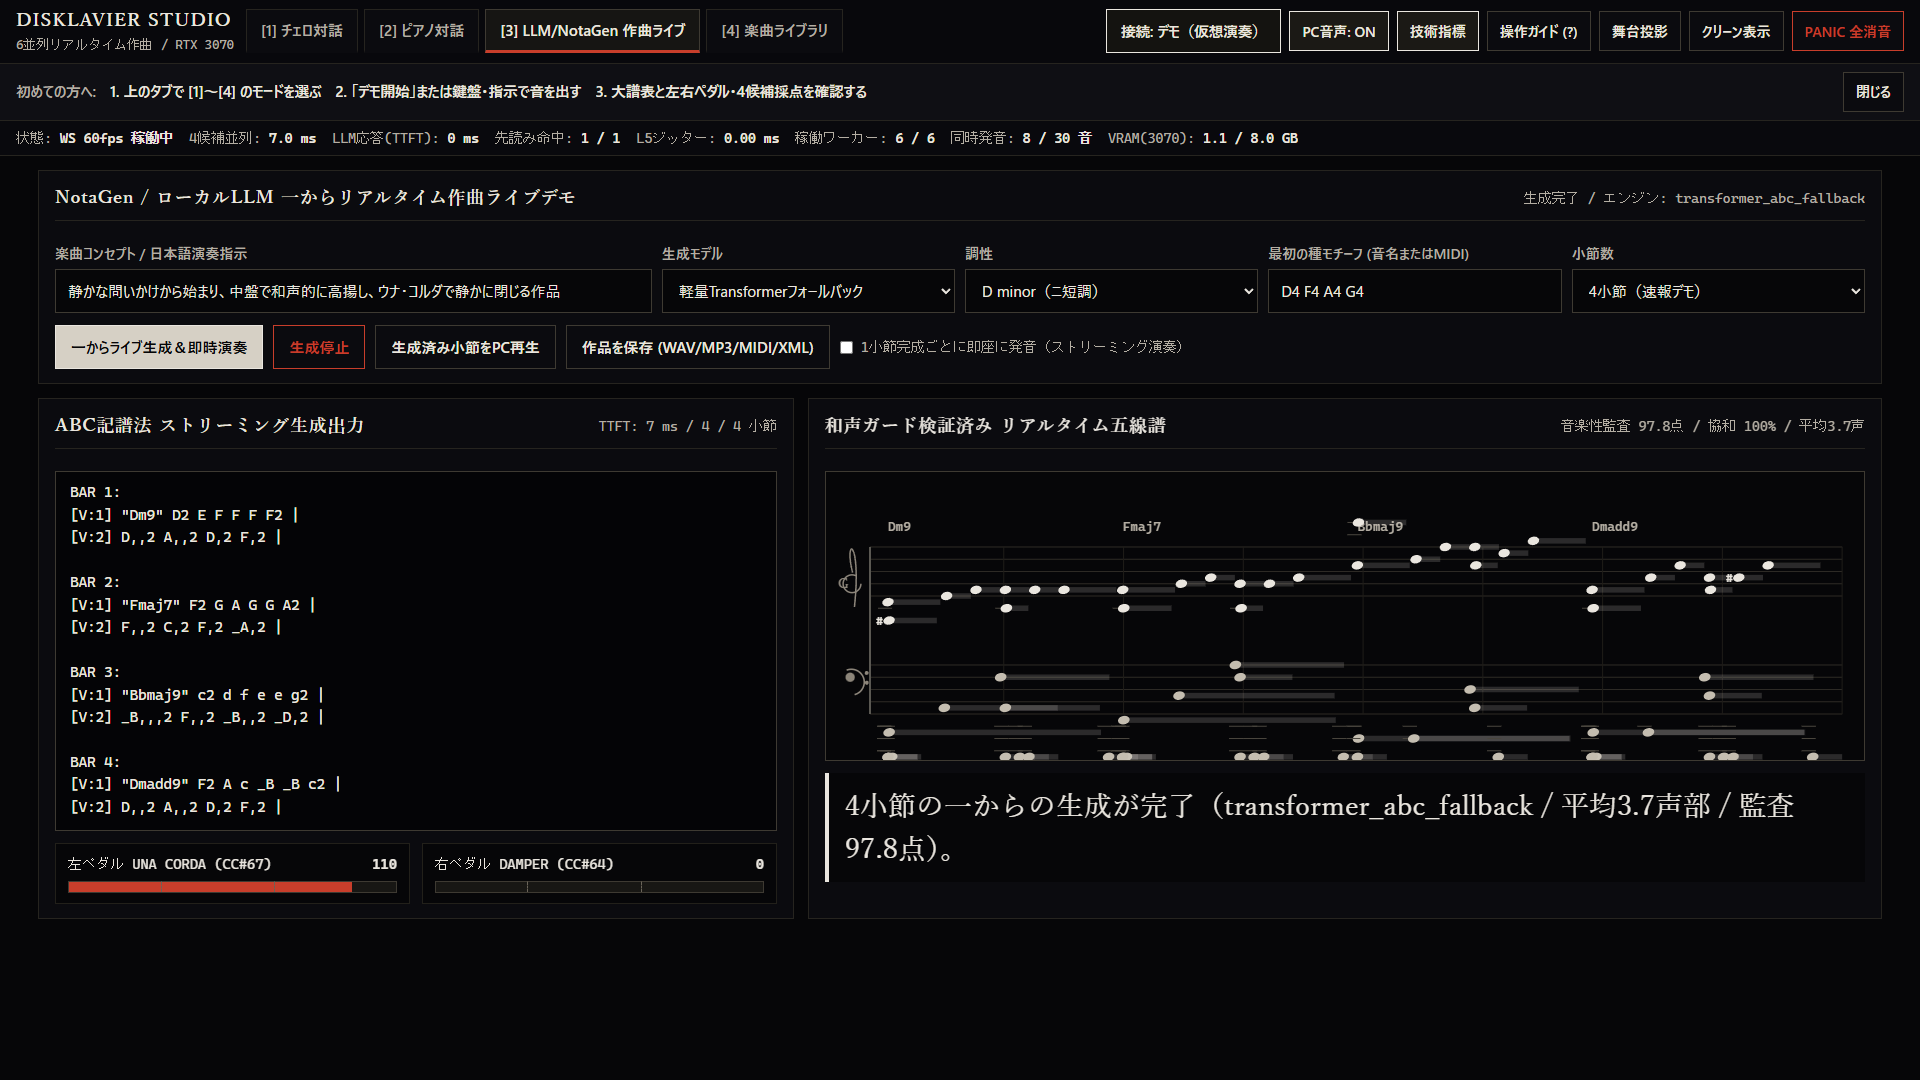 DISKLAVIER STUDIO
6並列リアルタイム作曲 / RTX 3070
[1] チェロ対話
[2] ピアノ対話
[3] LLM/NotaGen 作曲ライブ
[4] 楽曲ライブラリ
接続: デモ（仮想演奏）
PC音声: ON
技術指標
操作ガイド (?)
舞台投影
クリーン表示
PANIC 全消音
初めての方へ: 1. 上のタブで [1]〜[4] のモードを選ぶ 2. 「デモ開始」または鍵盤・指示で音を出す 3. 大譜表と左右ペダル・4候補採点を確認する
閉じる
状態: WS 60fps 稼働中 4候補並列: 7.0 ms LLM応答(TTFT): 0 ms 先読み命中: 1 / 1 L5ジッター: 0.00 ms 稼働ワーカー: 6 / 6 同時発音: 8 / 30 音 VRAM(3070): 1.1 / 8.0 GB
NotaGen / ローカルLLM 一からリアルタイム作曲ライブデモ
生成完了 / エンジン: transformer_abc_fallback
楽曲コンセプト / 日本語演奏指示
生成モデル
調性
最初の種モチーフ (音名またはMIDI)
小節数
静かな問いかけから始まり、中盤で和声的に高揚し、ウナ・コルダで静かに閉じる作品
軽量Transformerフォールバック
D minor（ニ短調）
D4 F4 A4 G4
4小節（速報デモ）
一からライブ生成＆即時演奏
生成停止
生成済み小節をPC再生
作品を保存 (WAV/MP3/MIDI/XML)
1小節完成ごとに即座に発音（ストリーミング演奏）
ABC記譜法 ストリーミング生成出力
TTFT: 7 ms / 4 / 4 小節
BAR 1:
[V:1] "Dm9" D2 E F F F F2 |
[V:2] D,,2 A,,2 D,2 F,2 |
BAR 2:
[V:1] "Fmaj7" F2 G A G G A2 |
[V:2] F,,2 C,2 F,2 _A,2 |
BAR 3:
[V:1] "Bbmaj9" c2 d f e e g2 |
[V:2] _B,,,2 F,,2 _B,,2 _D,2 |
BAR 4:
[V:1] "Dmadd9" F2 A c _B _B c2 |
[V:2] D,,2 A,,2 D,2 F,2 |
左ペダル UNA CORDA (CC#67)
110
右ペダル DAMPER (CC#64)
0
和声ガード検証済み リアルタイム五線譜
音楽性監査 97.8点 / 協和 100% / 平均3.7声
Dm9
Fmaj7
Bbmaj9
Dmadd9
4小節の一からの生成が完了（transformer_abc_fallback / 平均3.7声部 / 監査
97.8点）。